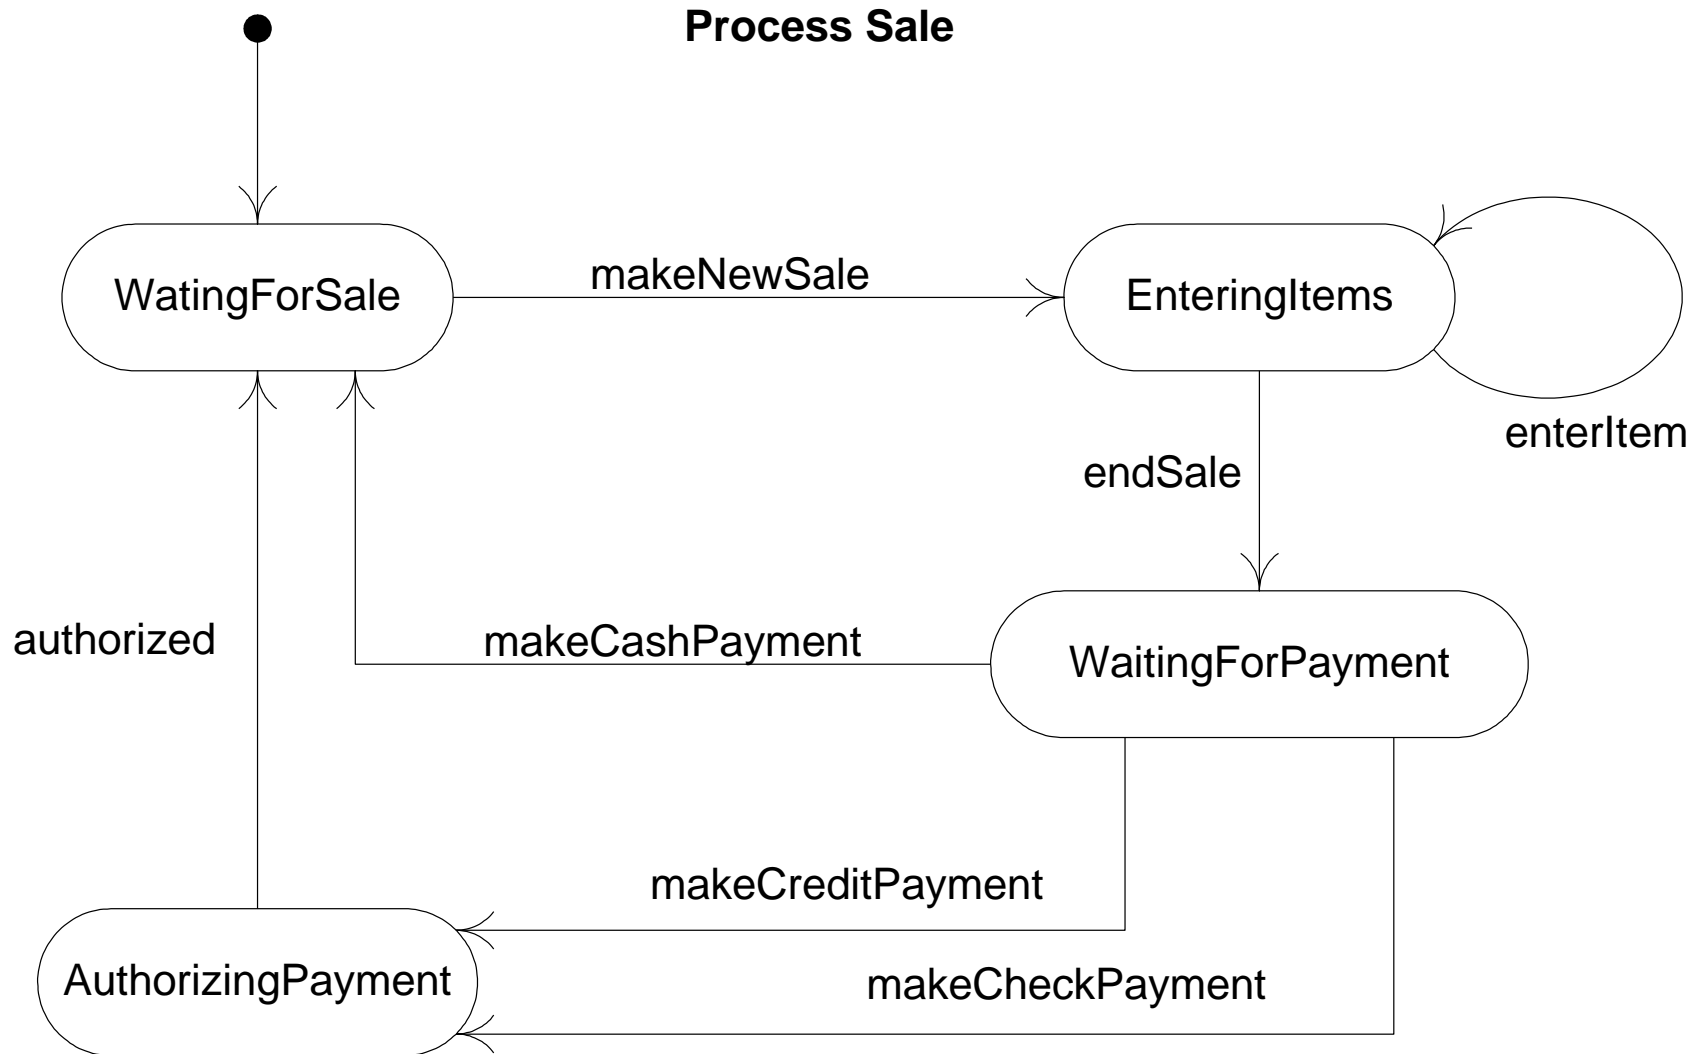 Process Sale
WatingForSale
makeNewSale
EnteringItems
enterItem
endSale
authorized
makeCashPayment
WaitingForPayment
makeCreditPayment
AuthorizingPayment
makeCheckPayment